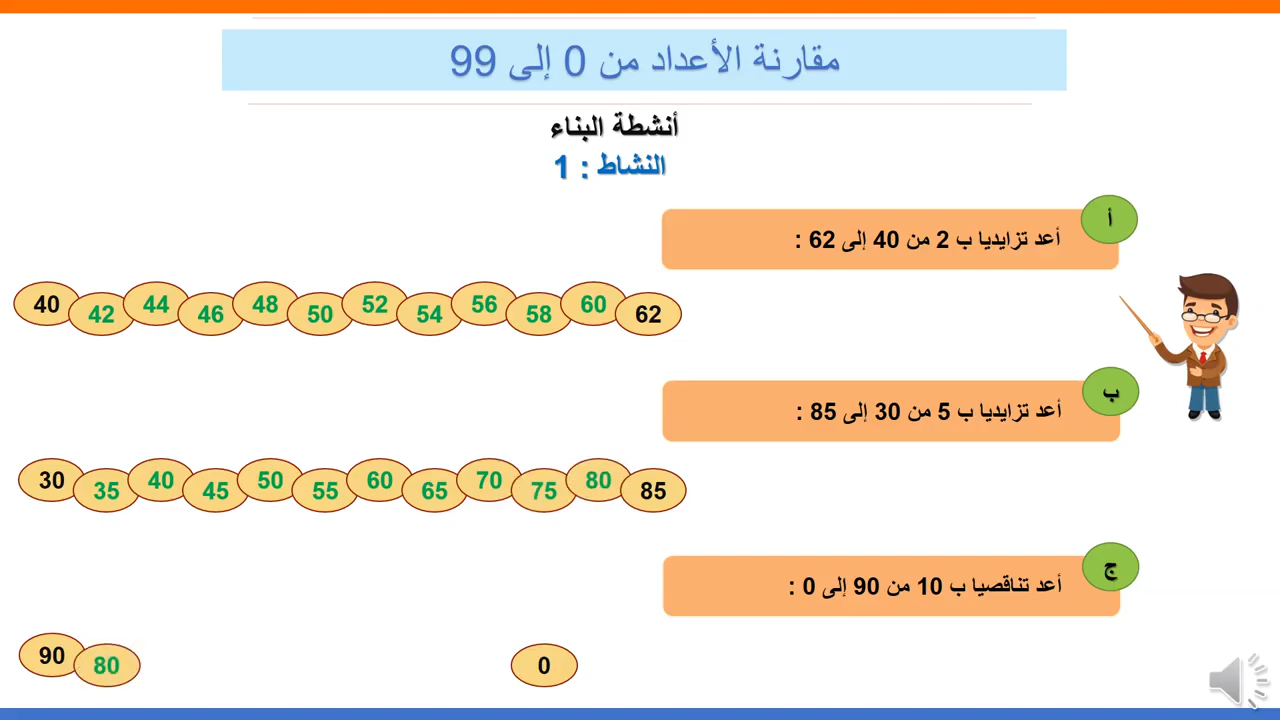 مقارنة الأعداد من 0 إلى 99
أنشطة البناء
النشاط : 1
أ
أعد تزايديا ب 2 من 40 إلى 62 :
40 42 44 46 48 50 52 54 56 58 60 62
ب
أعد تزايديا ب 5 من 30 إلى 85 :
30 35 40 45 50 55 60 65 70 75 80 85
ج
أعد تناقصيا ب 10 من 90 إلى 0 :
90 80 0